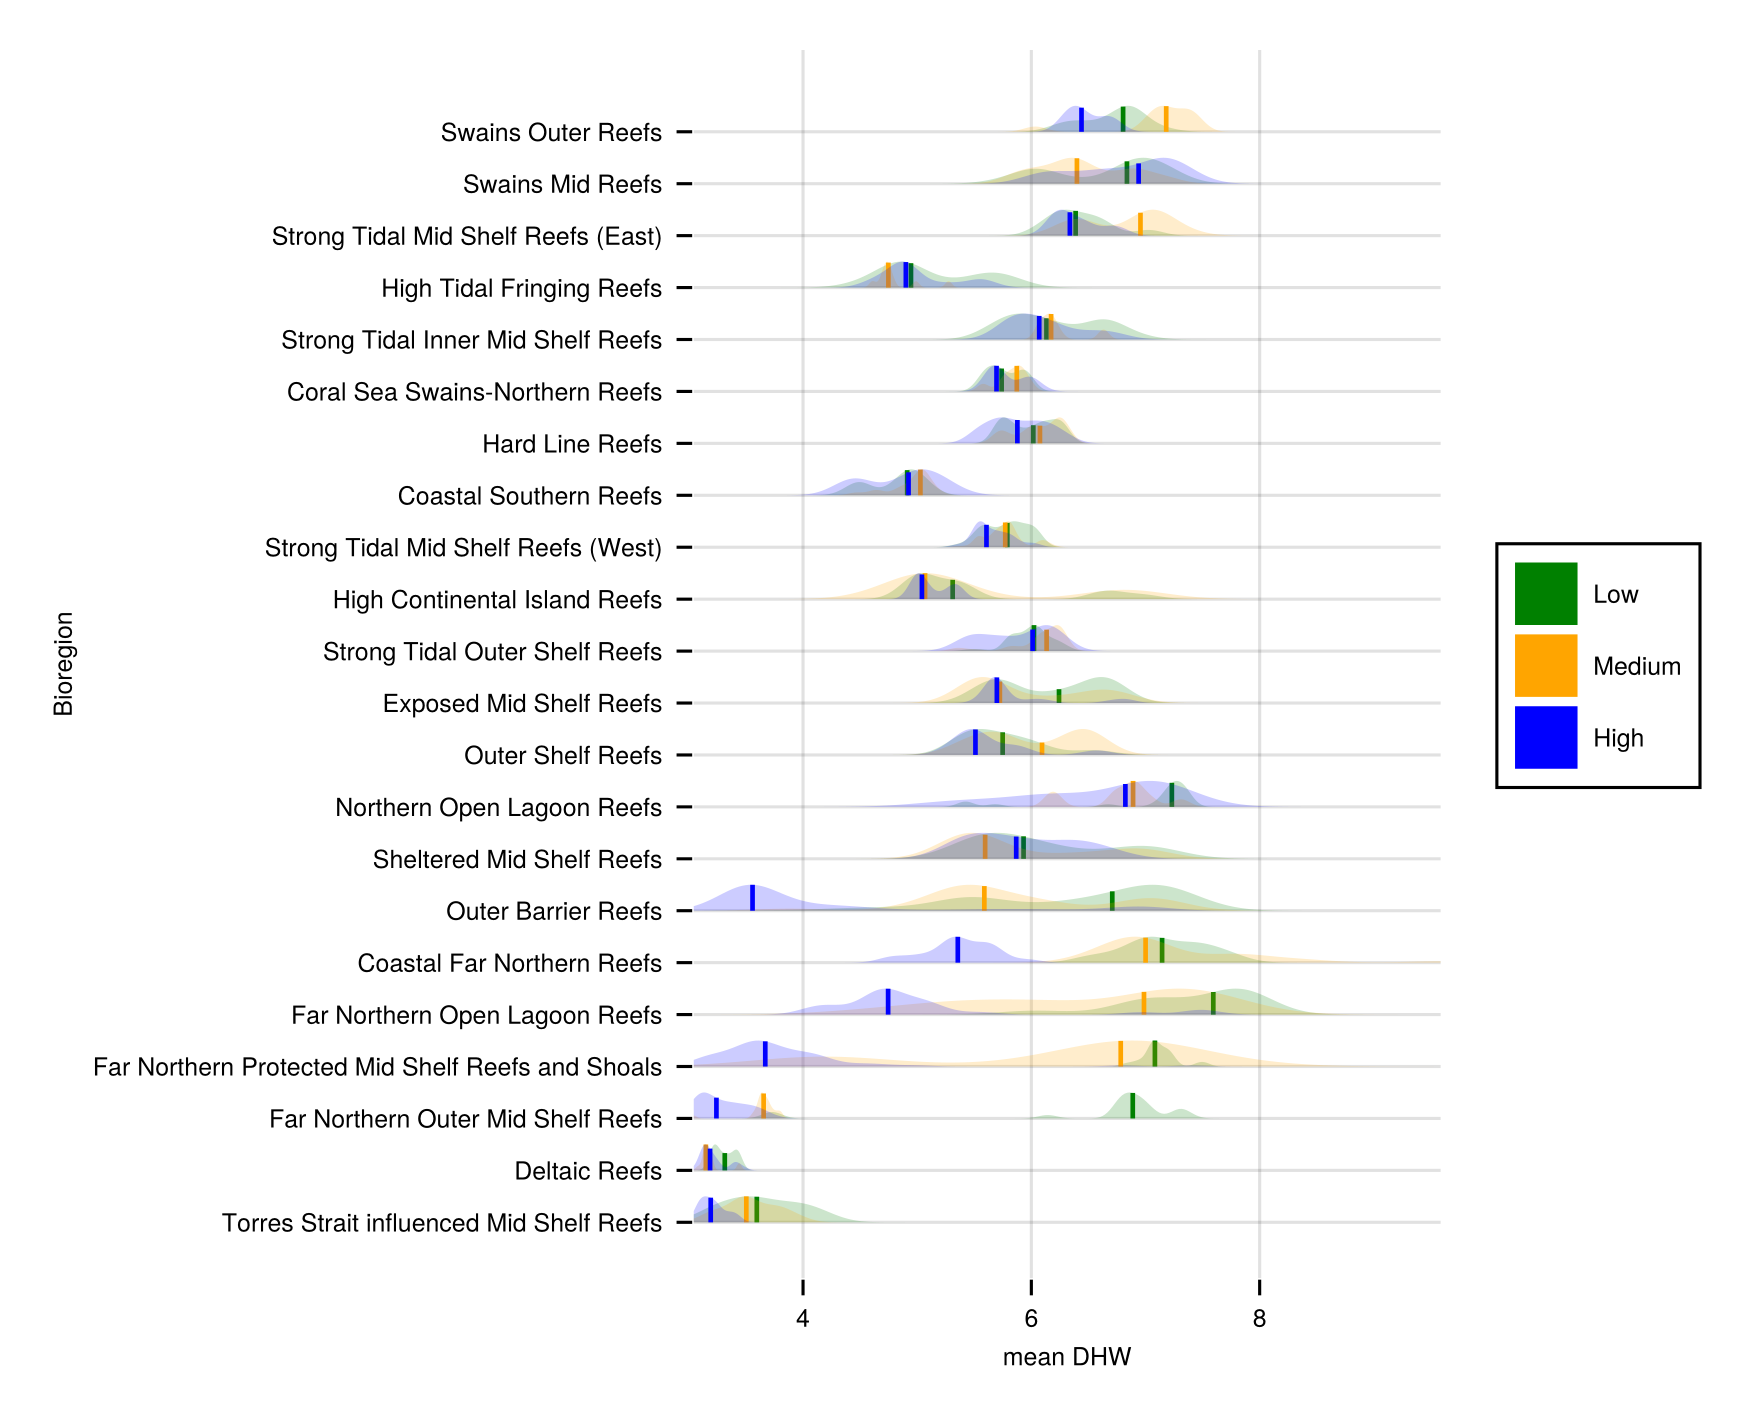 Swains Outer Reefs
Swains Mid Reefs
Strong Tidal Mid Shelf Reefs (East)
High Tidal Fringing Reefs
Strong Tidal Inner Mid Shelf Reefs
Coral Sea Swains-Northern Reefs
Hard Line Reefs
Coastal Southern Reefs
Strong Tidal Mid Shelf Reefs (West)
High Continental Island Reefs
Strong Tidal Outer Shelf Reefs
Exposed Mid Shelf Reefs
Outer Shelf Reefs
Northern Open Lagoon Reefs
Sheltered Mid Shelf Reefs
Outer Barrier Reefs
Coastal Far Northern Reefs
Far Northern Open Lagoon Reefs
Far Northern Protected Mid Shelf Reefs and Shoals
Far Northern Outer Mid Shelf Reefs
Deltaic Reefs
Torres Strait influenced Mid Shelf Reefs
Bioregion
4 6 8
mean DHW
Low
Medium
High